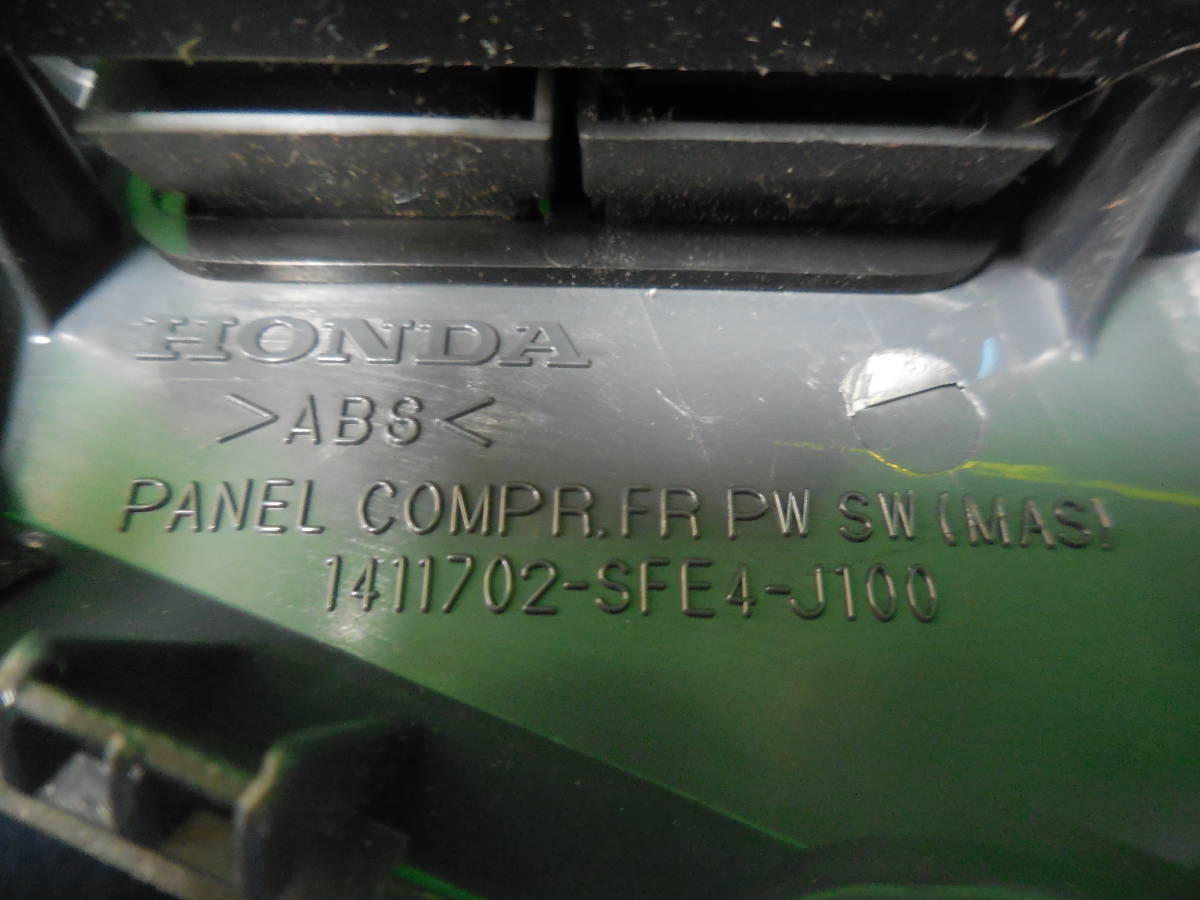 HONDA
>ABS<
PANEL COMPR.FR PW SW (MAS)
1411702-SFE4-J100